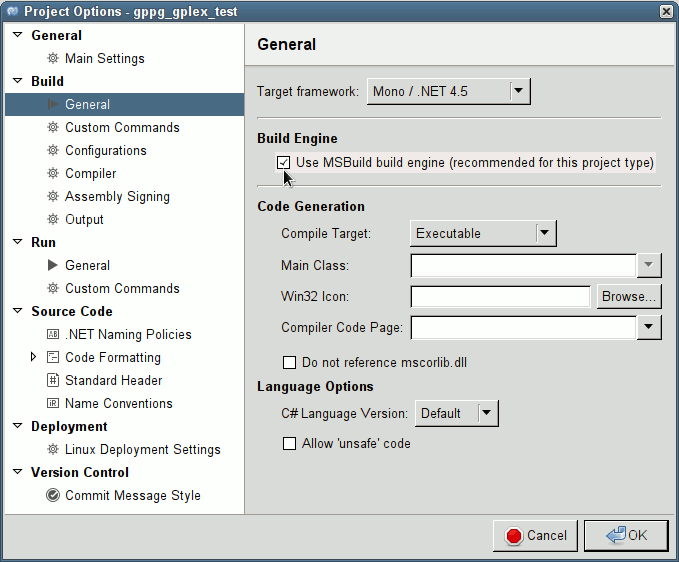 Project Options - gppg_gplex_test
General
Main Settings
Build
General
Custom Commands
Configurations
Compiler
Assembly Signing
Output
Run
General
Custom Commands
Source Code
.NET Naming Policies
Code Formatting
Standard Header
Name Conventions
Deployment
Linux Deployment Settings
Version Control
Commit Message Style
General
Target framework: Mono / .NET 4.5
Build Engine
Use MSBuild build engine (recommended for this project type)
Code Generation
Compile Target: Executable
Main Class:
Win32 Icon: Browse...
Compiler Code Page:
Do not reference mscorlib.dll
Language Options
C# Language Version: Default
Allow 'unsafe' code
Cancel OK